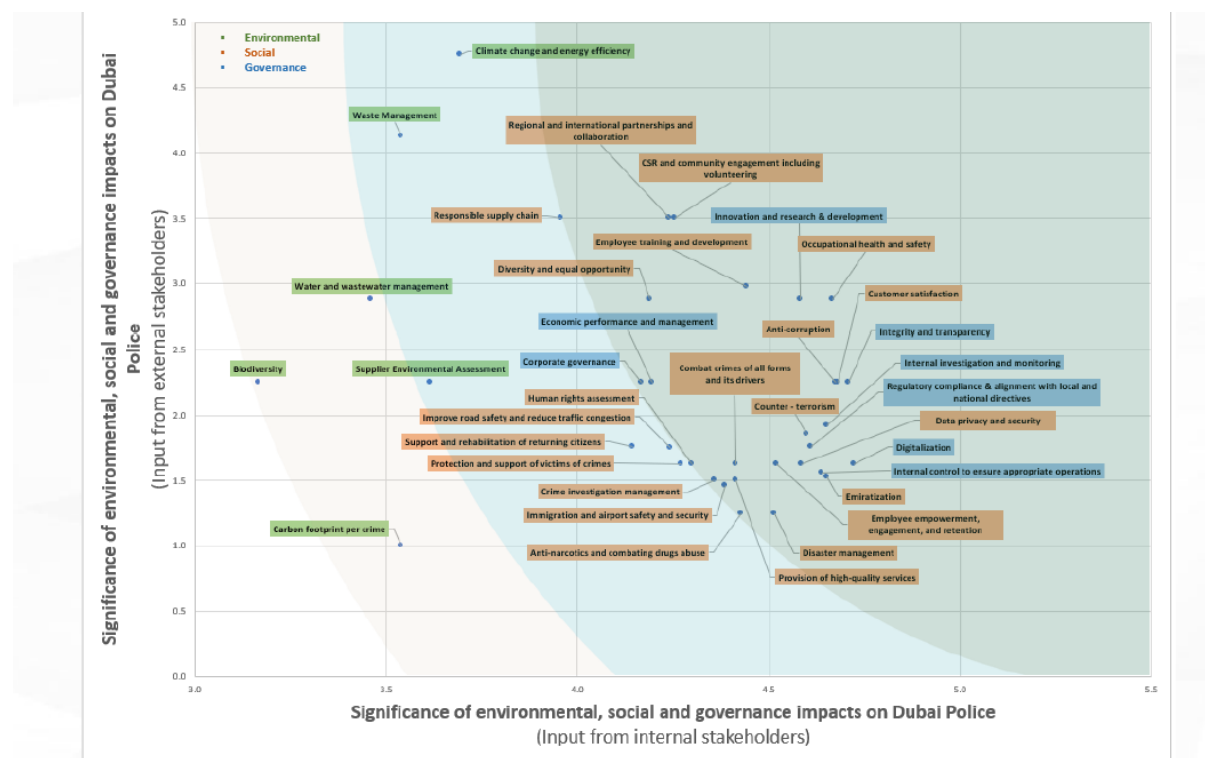 Significance of environmental, social and governance impacts on Dubai
Police
(Input from external stakeholders)
5.0
4.5
4.0
3.5
3.0
2.5
2.0
1.5
1.0
0.5
0.0
Environmental
Social
Governance
Climate change and energy efficiency
Waste Management
Regional and international partnerships and
collaboration
CSR and community engagement including
volunteering
Responsible supply chain
Innovation and research & development
Employee training and development
Occupational health and safety
Diversity and equal opportunity
Water and wastewater management
Customer satisfaction
Economic performance and management
Anti-corruption
Integrity and transparency
Biodiversity
Supplier Environmental Assessment
Corporate governance
Combat crimes of all forms
and its drivers
Internal investigation and monitoring
Regulatory compliance & alignment with local and
national directives
Human rights assessment
Counter - terrorism
Improve road safety and reduce traffic congestion
Data privacy and security
Support and rehabilitation of returning citizens
Digitalization
Protection and support of victims of crimes
Internal control to ensure appropriate operations
Crime investigation management
Emiratization
Immigration and airport safety and security
Employee empowerment,
engagement, and retention
Carbon footprint per crime
Anti-narcotics and combating drugs abuse
Disaster management
Provision of high-quality services
3.0
3.5
4.0
4.5
5.0
5.5
Significance of environmental, social and governance impacts on Dubai Police
(Input from internal stakeholders)